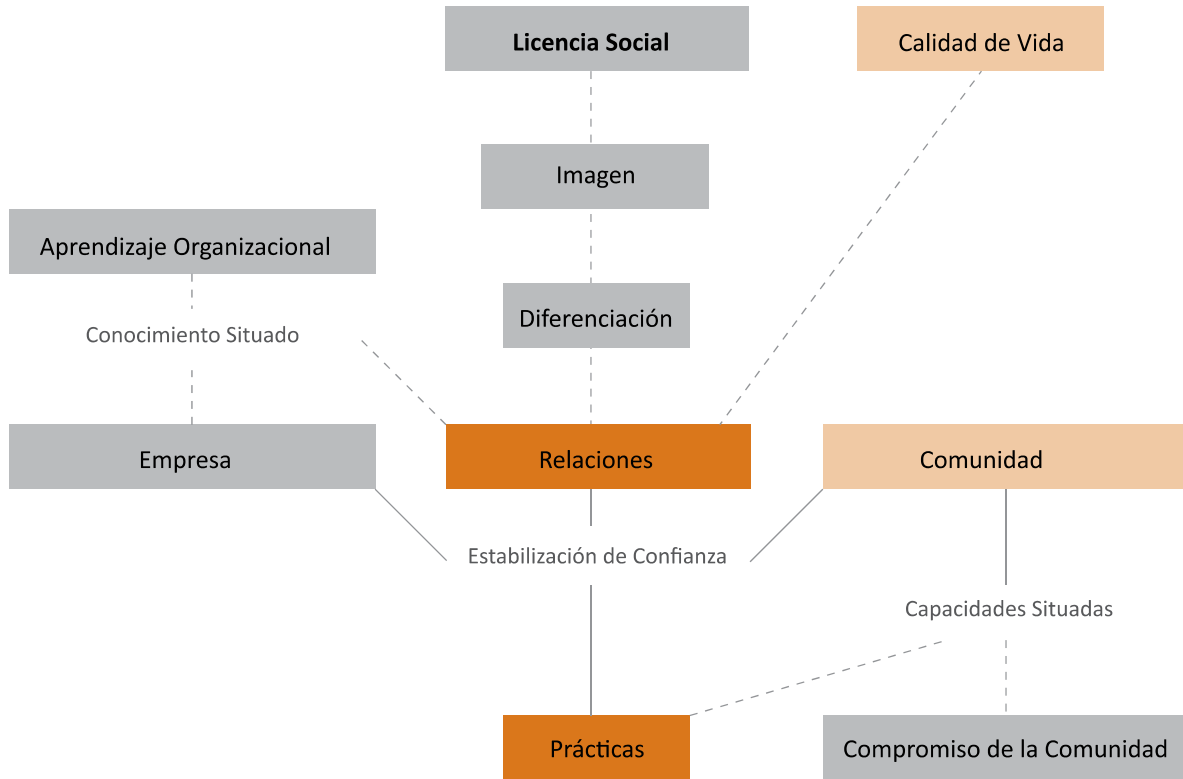 Licencia Social
Calidad de Vida
Imagen
Aprendizaje Organizacional
Diferenciación
Conocimiento Situado
Empresa
Relaciones
Comunidad
Estabilización de Confianza
Capacidades Situadas
Prácticas
Compromiso de la Comunidad